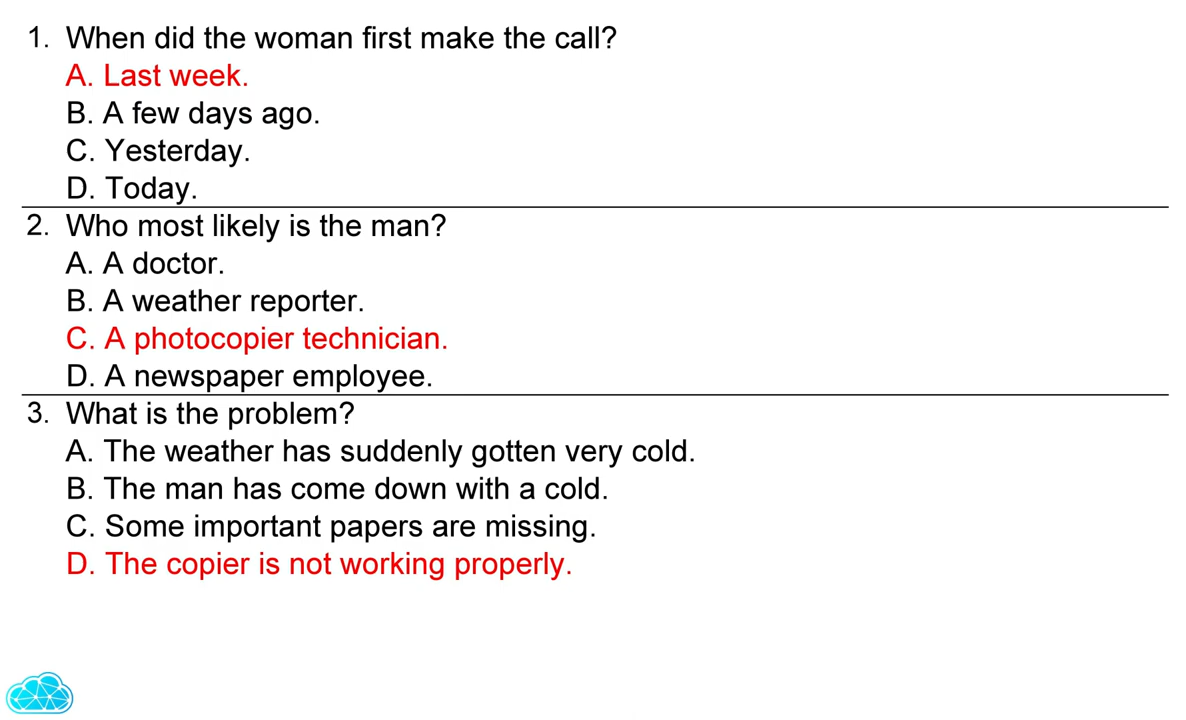 1. When did the woman first make the call?
A. Last week.
B. A few days ago.
C. Yesterday.
D. Today.
2. Who most likely is the man?
A. A doctor.
B. A weather reporter.
C. A photocopier technician.
D. A newspaper employee.
3. What is the problem?
A. The weather has suddenly gotten very cold.
B. The man has come down with a cold.
C. Some important papers are missing.
D. The copier is not working properly.